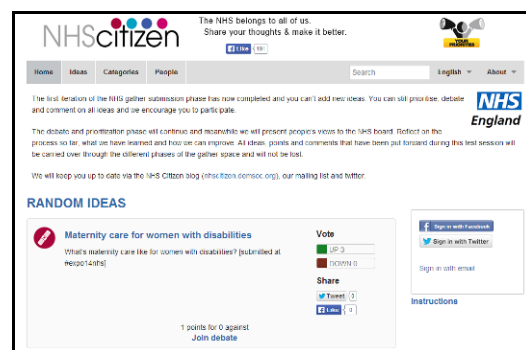 NHScitizen
The NHS belongs to all of us.
Share your thoughts & make it better.
Like
YOUR PRIORITIES
Home Ideas Categories People Search English About
The first iteration of the NHS gather submission phase has now completed and you can't add new ideas. You can still prioritise, debate
and comment on all ideas and we encourage you to participate.
NHS
England
The debate and prioritization phase will continue and meanwhile we will present people's views to the NHS board. Reflect on the
process so far, what we have learned and how we can improve. All ideas, points and comments that have been put forward during this test session will
be carried over through the different phases of the gather space and will not be lost.
We will keep you up to date via the NHS Citizen blog (nhscitizen.demsoc.org), our mailing list and twitter.
RANDOM IDEAS
Maternity care for women with disabilities
What's maternity care like for women with disabilities? [submitted at
#expo14nhs]
Vote
UP 3
DOWN 0
Share
Tweet 0
Like 0
1 points for 0 against
Join debate
Sign in with Facebook
Sign in with Twitter
Sign in with email
Instructions